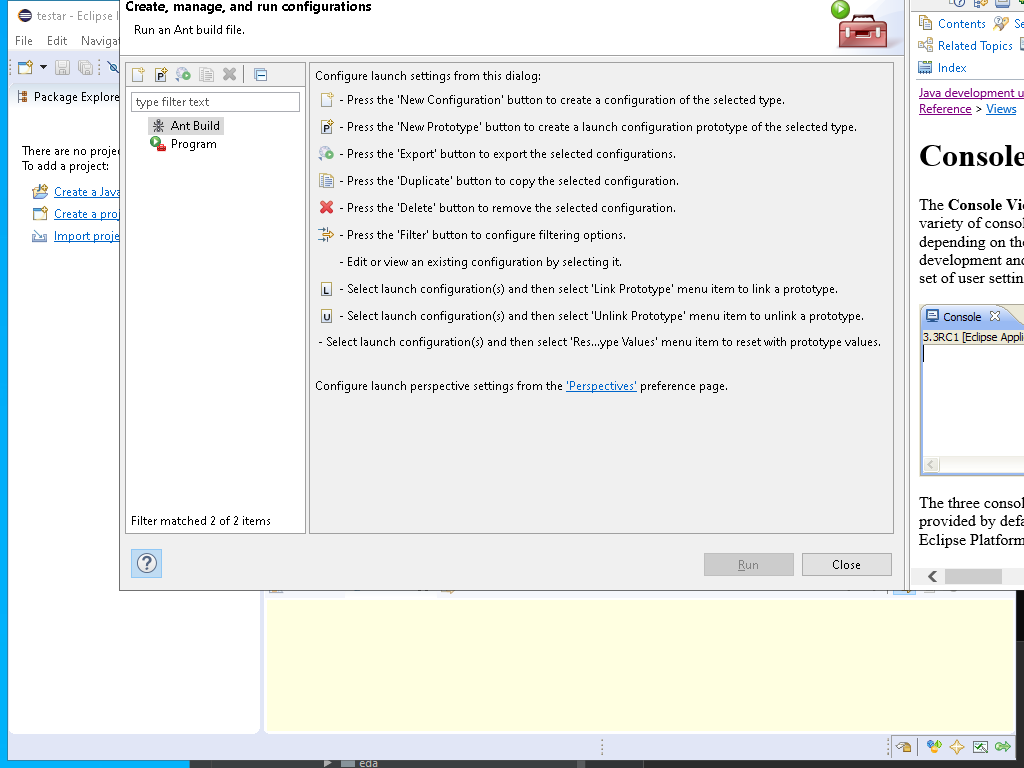 testar - Eclipse
File Edit
Package Explore
There are no
To add a project:
Create a Java
Create a
Import
Create, manage, and run configurations
Run an Ant build file.
type filter text
Ant Build
Program
Filter matched 2 of 2 items
Configure launch settings from this dialog:
- Press the 'New Configuration' button to create a configuration of the selected type.
P - Press the 'New Prototype' button to create a launch configuration prototype of the selected type.
- Press the 'Export' button to export the selected configurations.
- Press the 'Duplicate' button to copy the selected configuration.
- Press the 'Delete' button to remove the selected configuration.
- Press the 'Filter' button to configure filtering options.
- Edit or view an existing configuration by selecting it.
L - Select launch configuration(s) and then select 'Link Prototype' menu item to link a prototype.
U - Select launch configuration(s) and then select 'Unlink Prototype' menu item to unlink a prototype.
- Select launch configuration(s) and then select 'Res...ype Values' menu item to reset with prototype values.
Configure launch perspective settings from the 'Perspectives' preference page.
?
Run
Close
Contents
Related Topics
Index
Java development
Reference > Views
Console
The Console
variety of
depending on the
development and
set of user
Console
3.3RC1 [Eclipse
The three
provided by
Eclipse Platform
eda